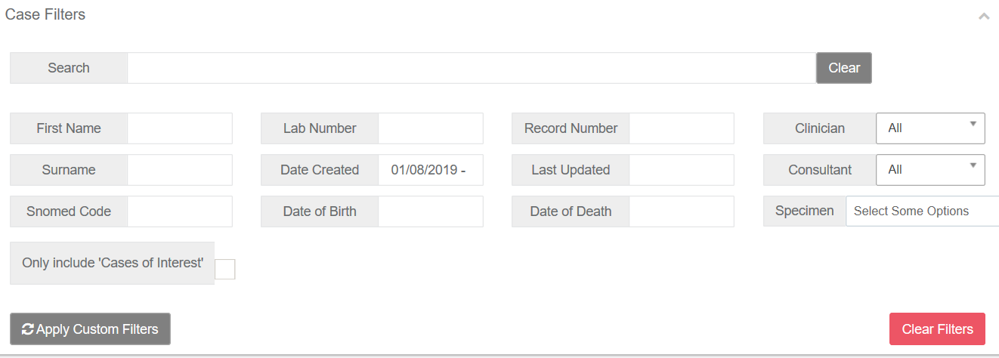 Case Filters
Search Clear
First Name Lab Number Record Number Clinician All
Surname Date Created 01/08/2019 - Last Updated Consultant All
Snomed Code Date of Birth Date of Death Specimen Select Some Options
Only include 'Cases of Interest'
Apply Custom Filters Clear Filters